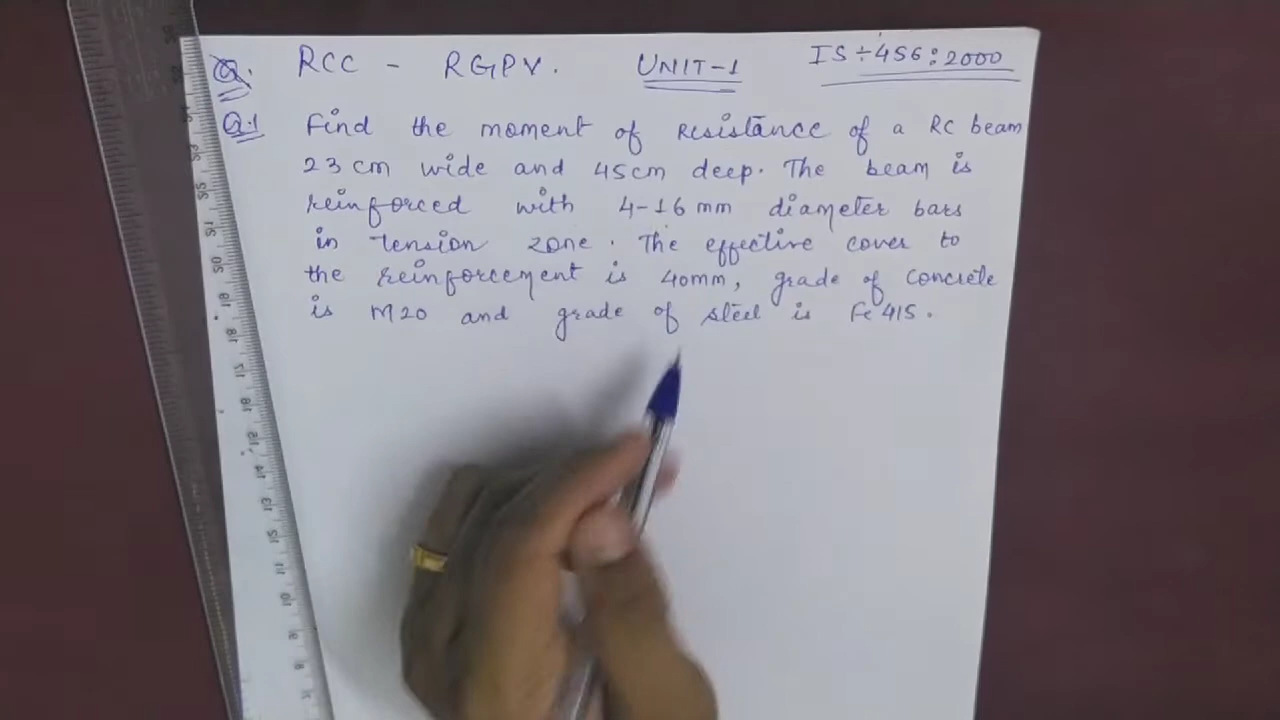 Q. RCC - RGPV. UNIT-1 IS÷456:2000
Q.1 Find the moment of resistance of a RC beam
23 cm wide and 45cm deep. The beam is
reinforced with 4-16 mm diameter bars
in tension zone. The effective cover to
the reinforcement is 40mm, grade of concrete
is M20 and grade of steel is Fe 415.